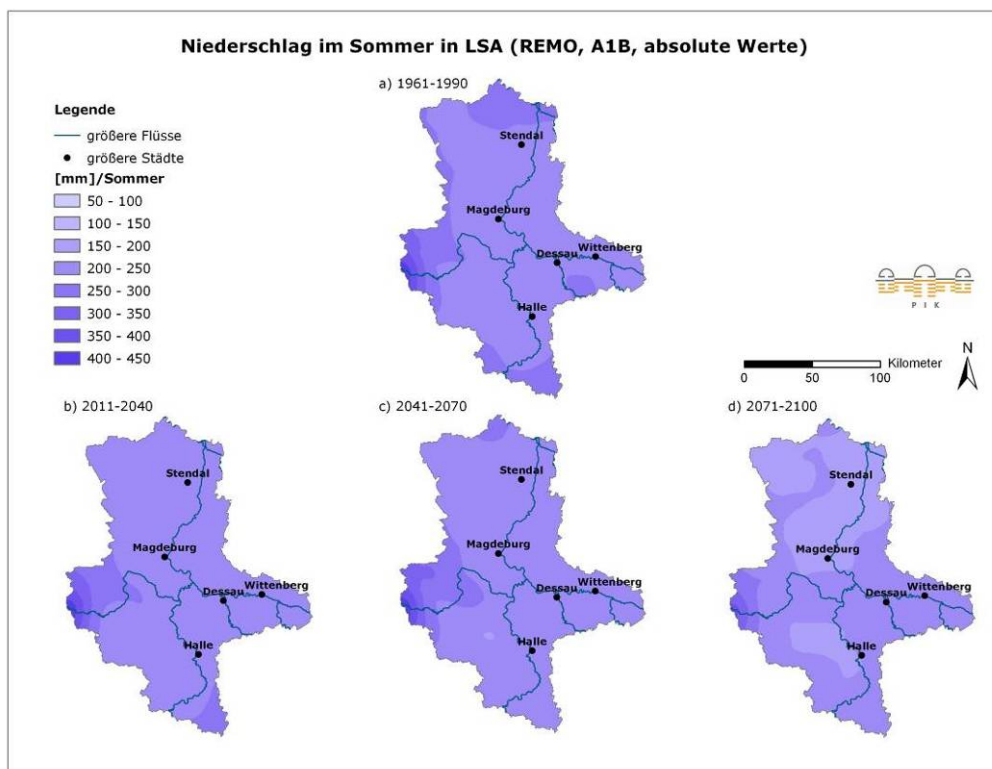 Niederschlag im Sommer in LSA (REMO, A1B, absolute Werte)
a) 1961-1990
Legende
größere Flüsse
größere Städte
[mm]/Sommer
50 - 100
100 - 150
150 - 200
200 - 250
250 - 300
300 - 350
350 - 400
400 - 450
Stendal
Magdeburg
Dessau
Wittenberg
Halle
P I K
Kilometer
0 50 100
N
b) 2011-2040
Stendal
Magdeburg
Dessau
Wittenberg
Halle
c) 2041-2070
Stendal
Magdeburg
Dessau
Wittenberg
Halle
d) 2071-2100
Stendal
Magdeburg
Dessau
Wittenberg
Halle